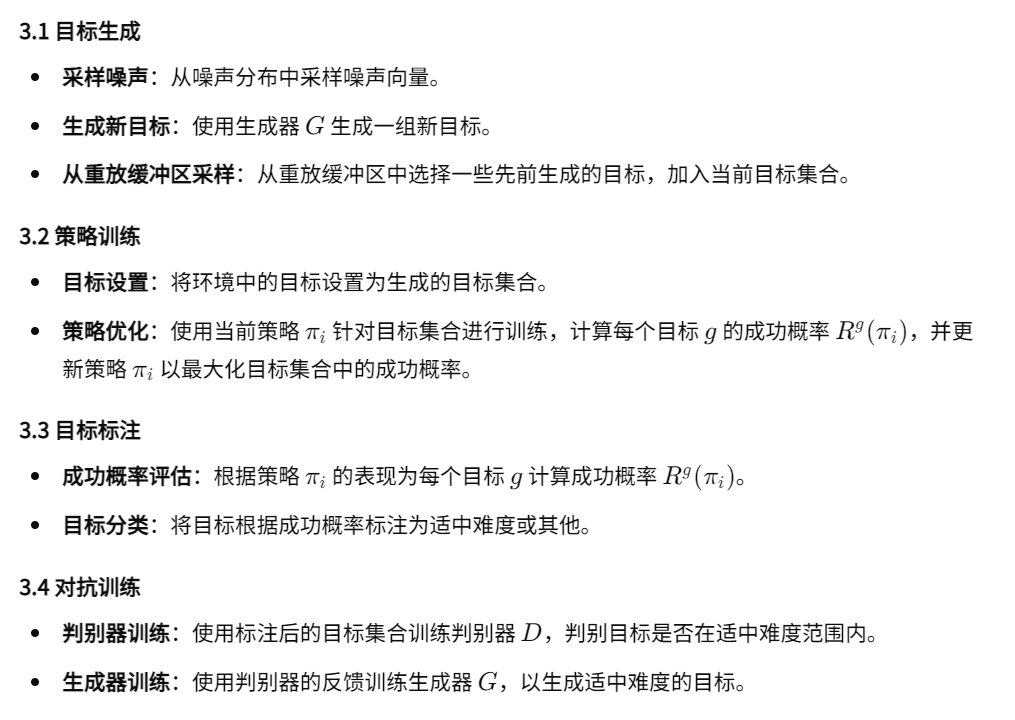 3.1 目标生成
• 采样噪声：从噪声分布中采样噪声向量。
• 生成新目标：使用生成器 G 生成一组新目标。
• 从重放缓冲区采样：从重放缓冲区中选择一些先前生成的目标，加入当前目标集合。
3.2 策略训练
• 目标设置：将环境中的目标设置为生成的目标集合。
• 策略优化：使用当前策略 πᵢ 针对目标集合进行训练，计算每个目标 g 的成功概率 Rᵍ(πᵢ)，并更
新策略 πᵢ 以最大化目标集合中的成功概率。
3.3 目标标注
• 成功概率评估：根据策略 πᵢ 的表现为每个目标 g 计算成功概率 Rᵍ(πᵢ)。
• 目标分类：将目标根据成功概率标注为适中难度或其他。
3.4 对抗训练
• 判别器训练：使用标注后的目标集合训练判别器 D，判别目标是否在适中难度范围内。
• 生成器训练：使用判别器的反馈训练生成器 G，以生成适中难度的目标。